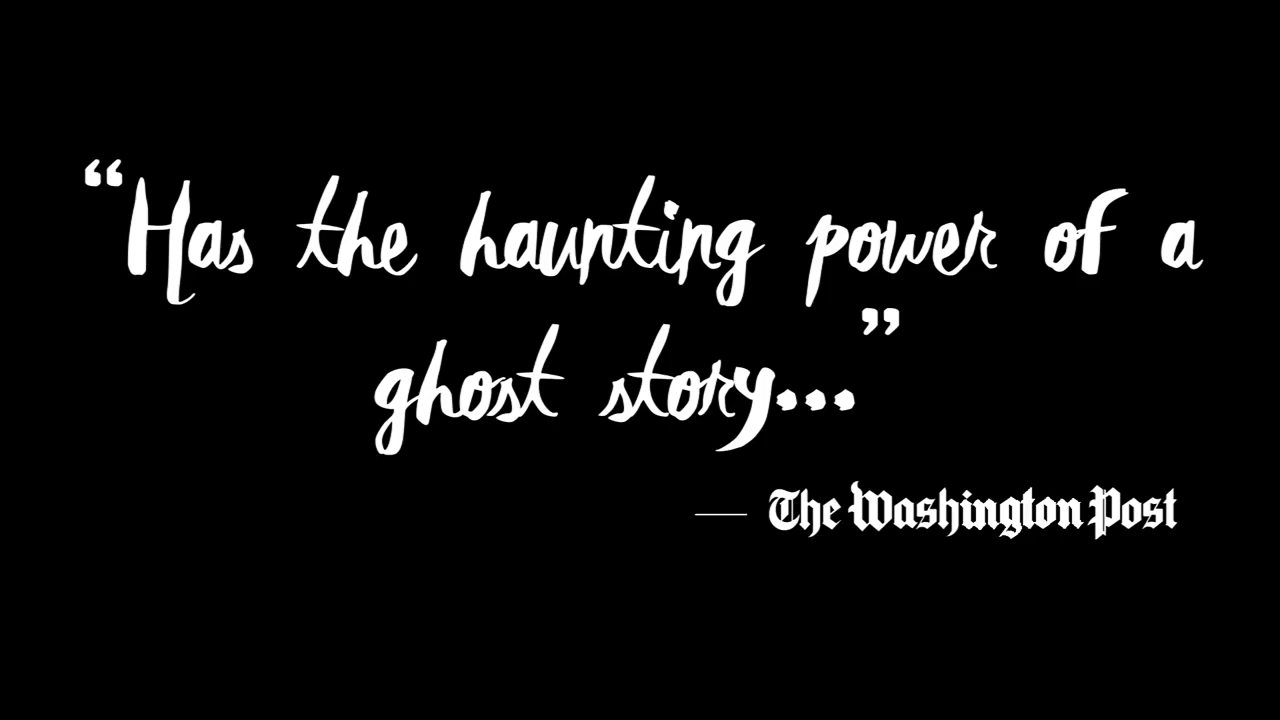 “Has the haunting power of a
ghost story...”
— The Washington Post